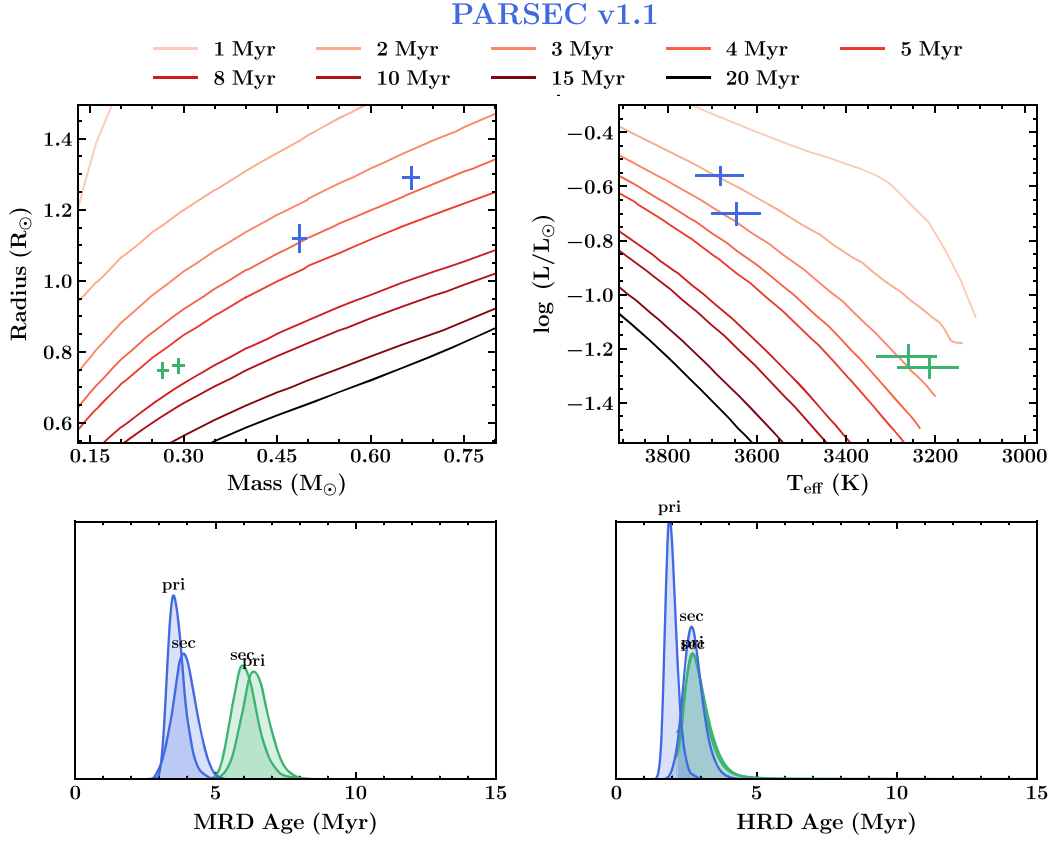 PARSEC v1.1
1 Myr 2 Myr 3 Myr 4 Myr 5 Myr
8 Myr 10 Myr 15 Myr 20 Myr
1.4
1.2
1.0
0.8
0.6
Radius (R⊙)
0.15 0.30 0.45 0.60 0.75
Mass (M⊙)
−0.4
−0.6
−0.8
−1.0
−1.2
−1.4
log (L/L⊙)
3800 3600 3400 3200 3000
Teff (K)
pri
sec
sec
pri
0 5 10 15
MRD Age (Myr)
pri
sec
pri
sec
0 5 10 15
HRD Age (Myr)